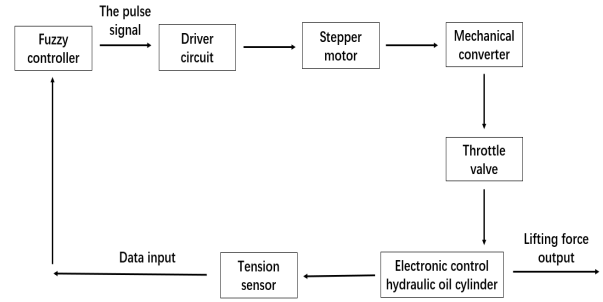 The pulse
signal
Fuzzy
controller
Driver
circuit
Stepper
motor
Mechanical
converter
Throttle
valve
Lifting force
output
Electronic control
hydraulic oil cylinder
Tension
sensor
Data input